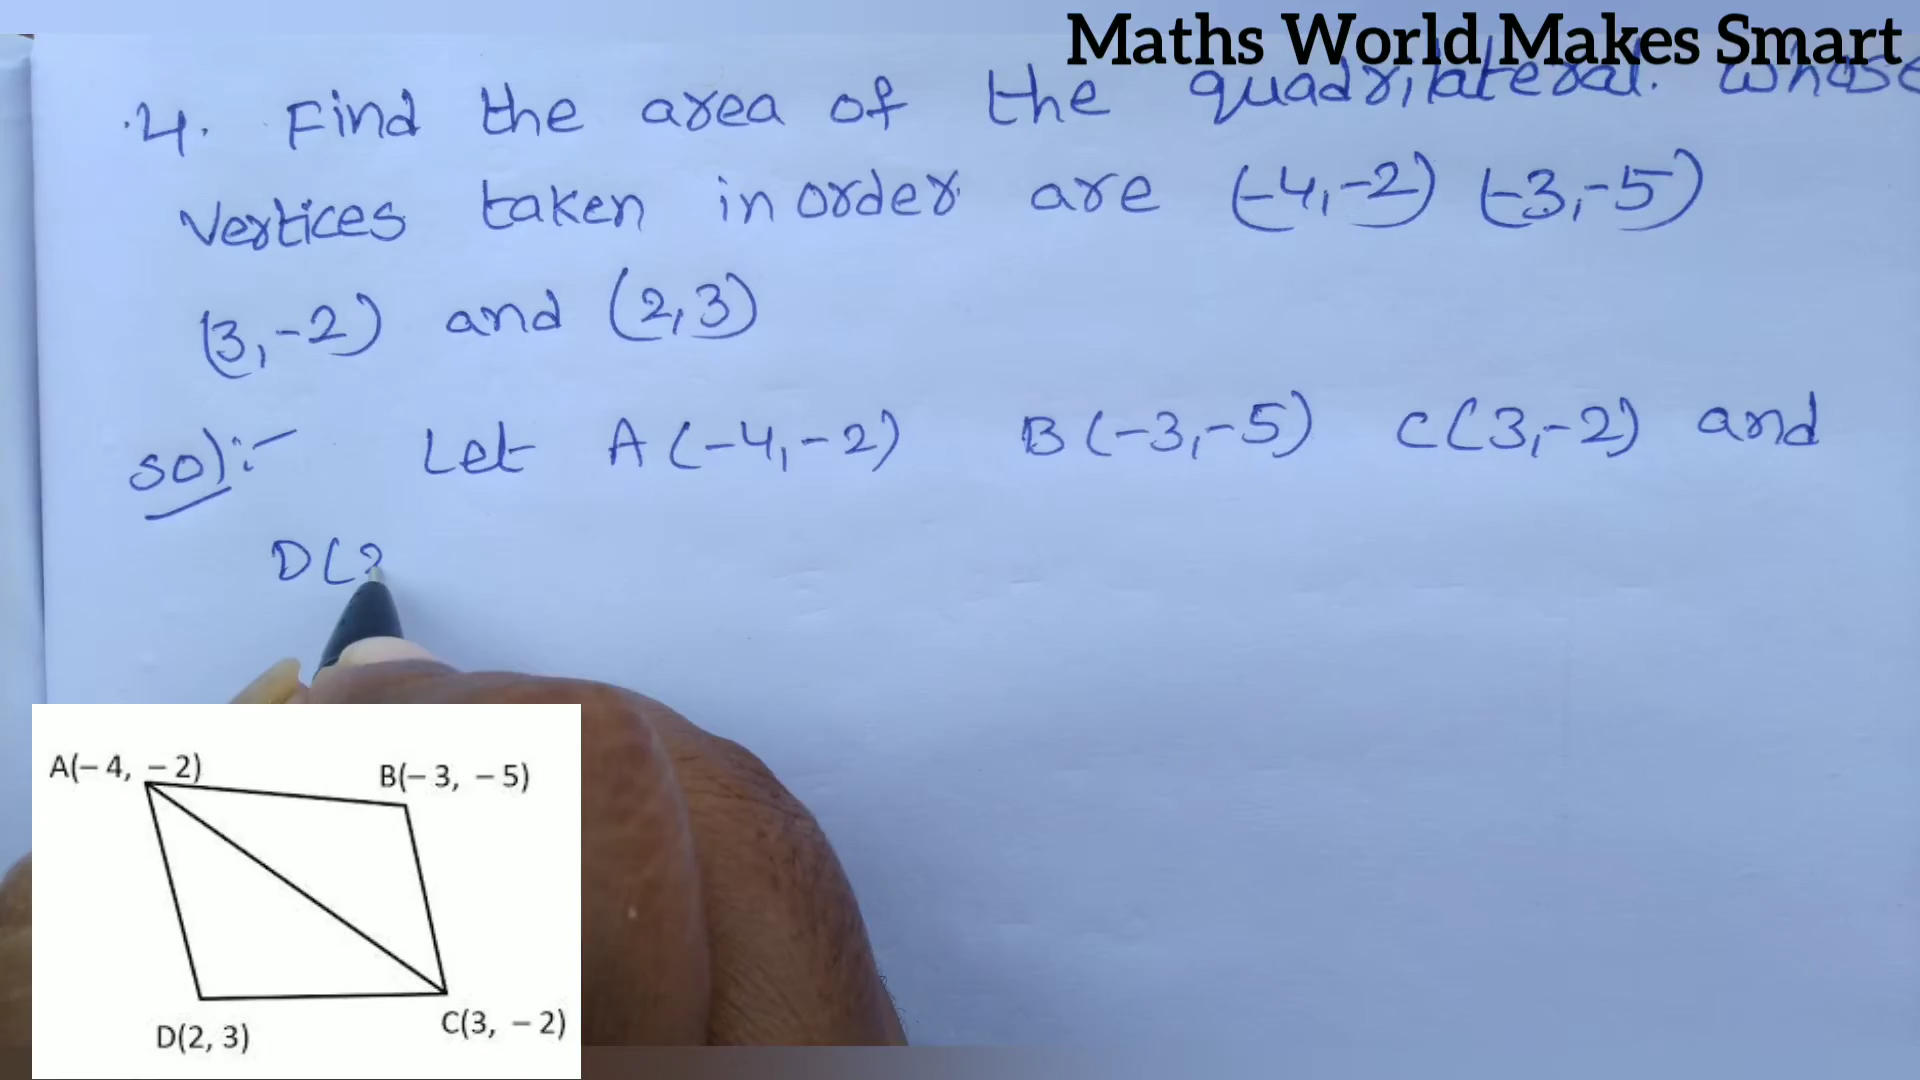 Maths World Makes Smart
4. Find the area of the quadrilateral. whose
vertices taken in order are (-4,-2) (-3,-5)
(3,-2) and (2,3)
sol:- Let A(-4,-2) B(-3,-5) C(3,-2) and
D(2
A(– 4, – 2)
B(– 3, – 5)
D(2, 3)
C(3, – 2)